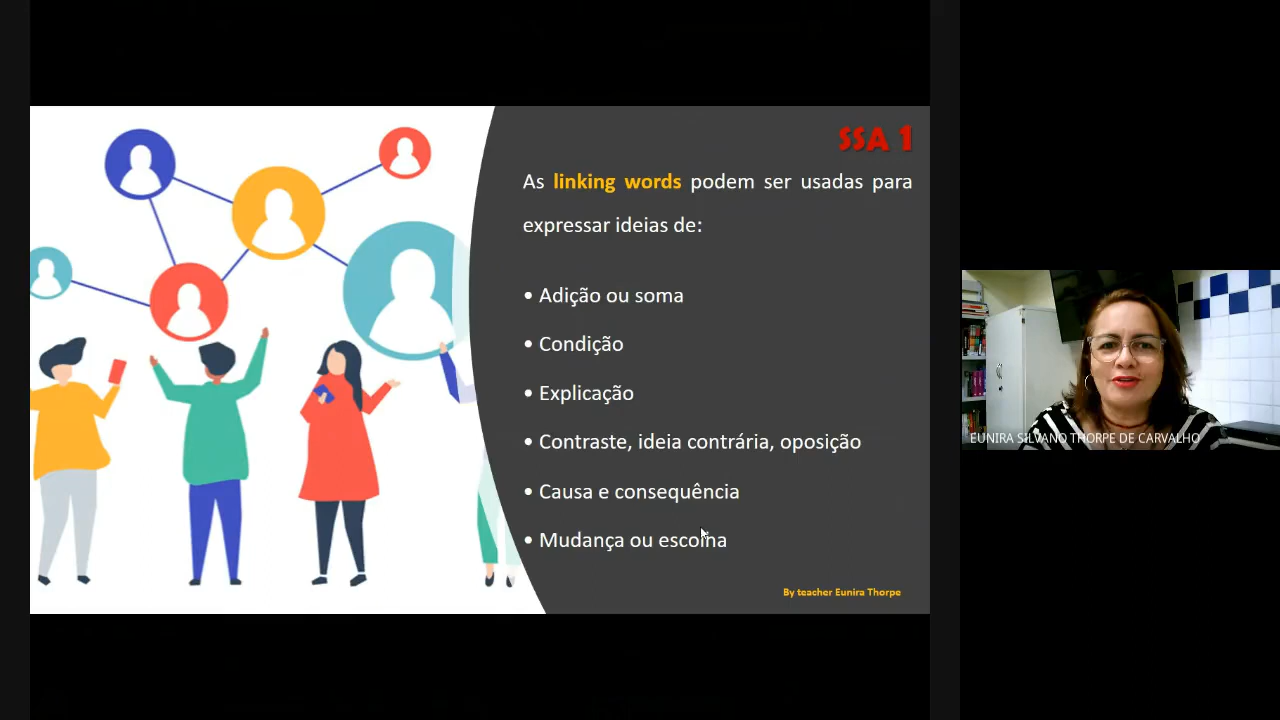 SSA 1
As linking words podem ser usadas para
expressar ideias de:
• Adição ou soma
• Condição
• Explicação
• Contraste, ideia contrária, oposição
• Causa e consequência
• Mudança ou escolha
By teacher Eunira Thorpe
EUNIRA SILVANO THORPE DE CARVALHO